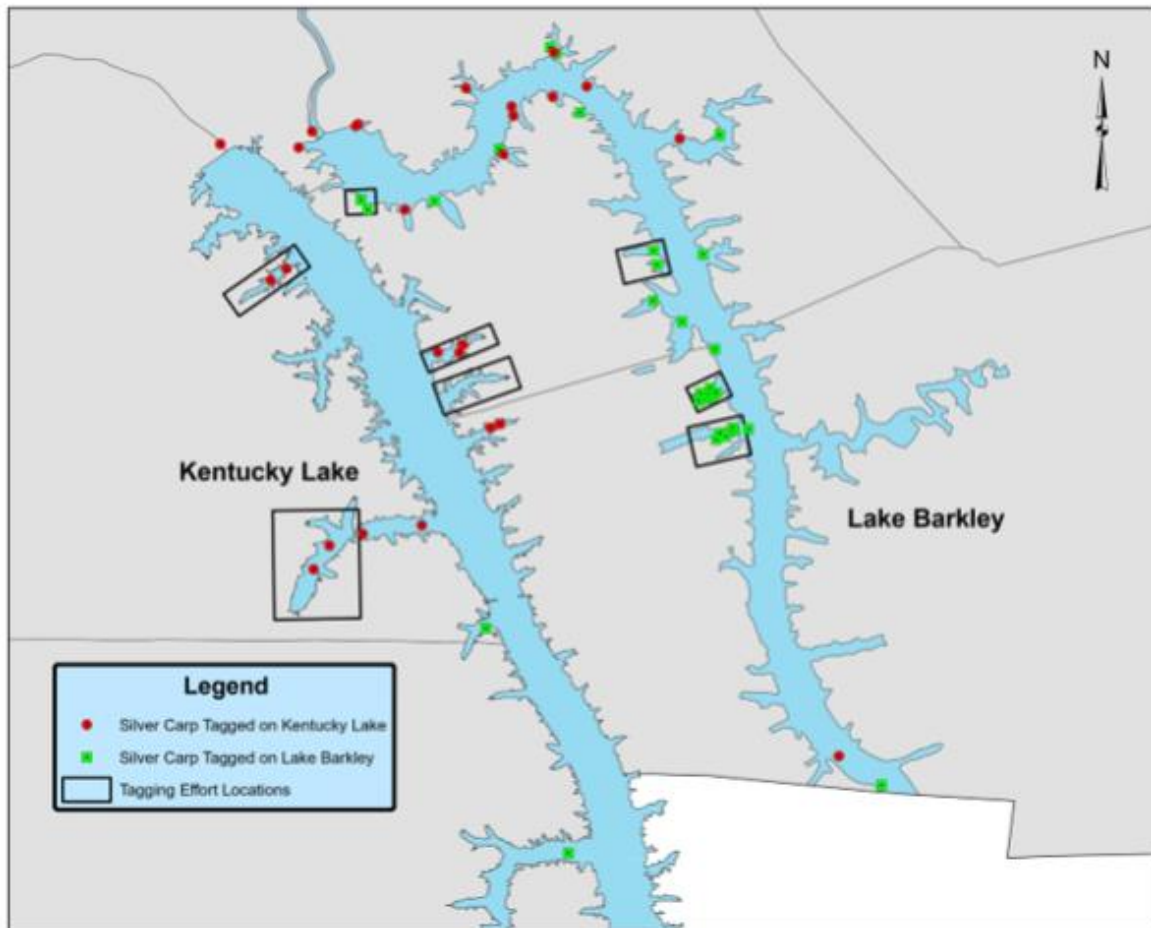 N
Kentucky Lake
Lake Barkley
Legend
Silver Carp Tagged on Kentucky Lake
Silver Carp Tagged on Lake Barkley
Tagging Effort Locations